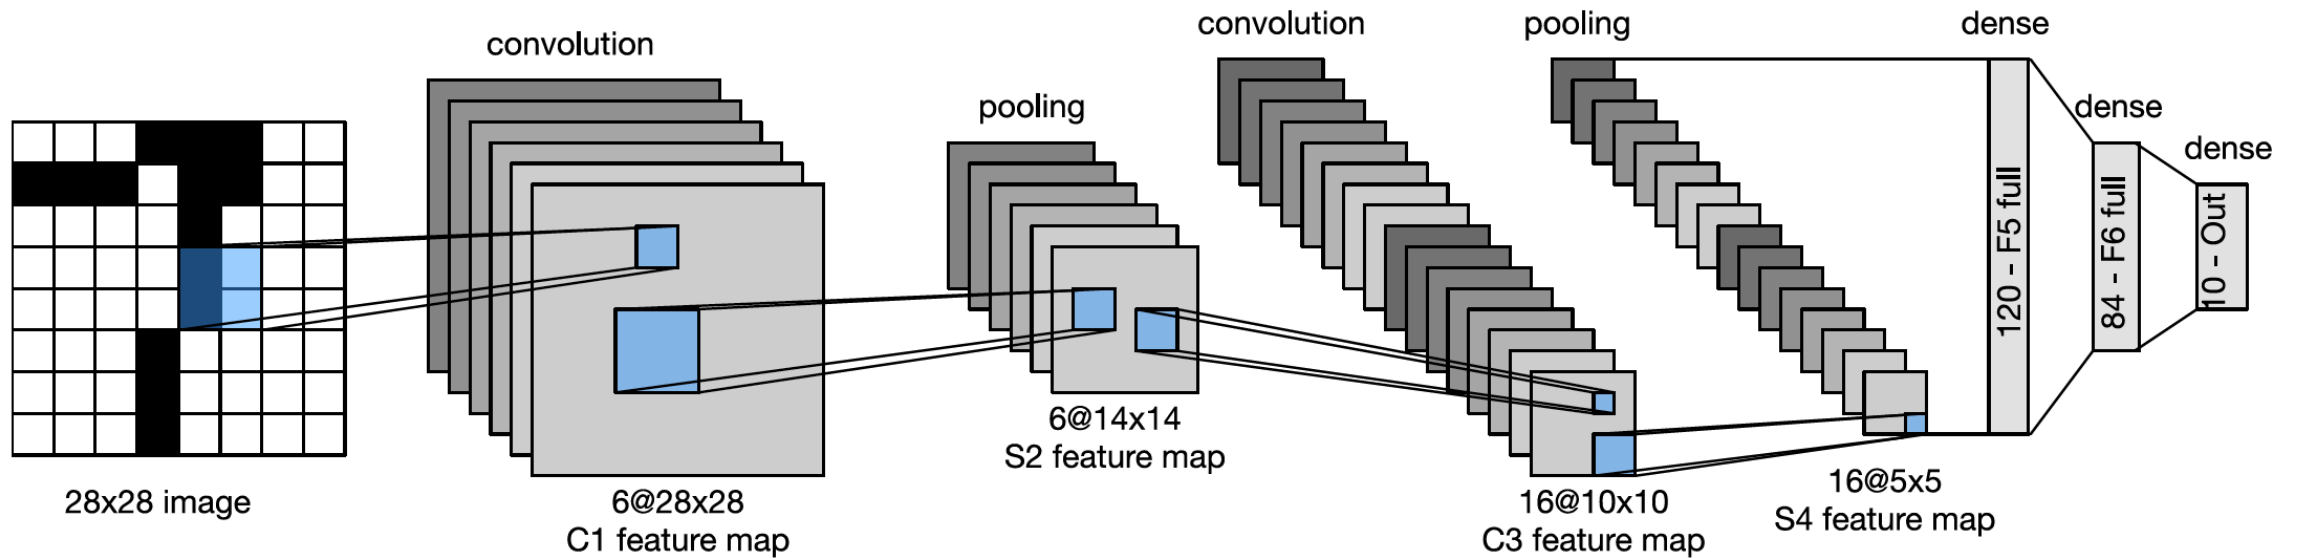 convolution
pooling
convolution
pooling
dense
dense
dense
28x28 image
6@28x28
C1 feature map
6@14x14
S2 feature map
16@10x10
C3 feature map
16@5x5
S4 feature map
120 - F5 full
84 - F6 full
10 - Out